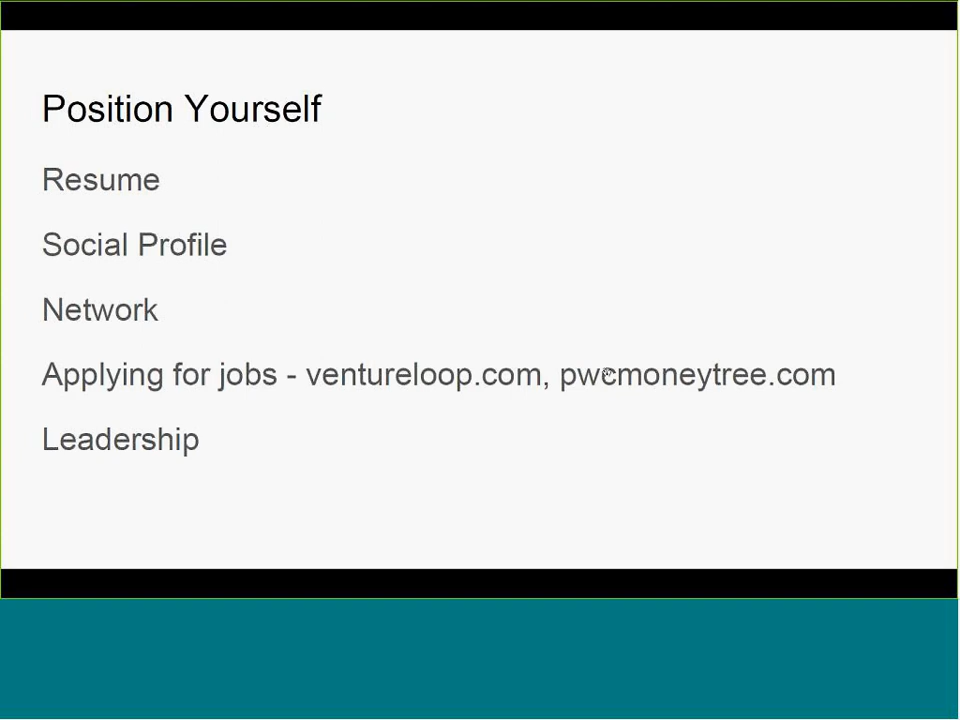 Position Yourself
Resume
Social Profile
Network
Applying for jobs - ventureloop.com, pwcmoneytree.com
Leadership